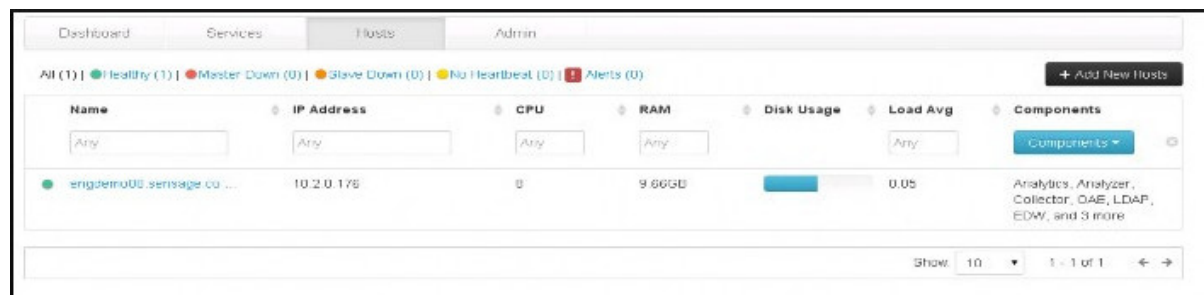 Dashboard Services Hosts Admin
All (1) | Healthy (1) | Master Down (0) | Slave Down (0) | No Heartbeat (0) | ! Alerts (0)
+ Add New Hosts
Name IP Address CPU RAM Disk Usage Load Avg Components
Any Any Any Any Any Components
10.2.0.176 9.66GB 0.05 Analytics, Analyzer,
Collector, OAE, LDAP,
EDW, and 3 more
Show: 10 1 - 1 of 1